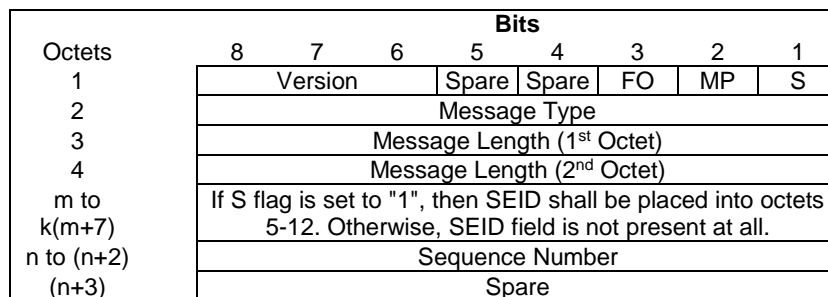 Bits
Octets 8 7 6 5 4 3 2 1
1 Version Spare Spare FO MP S
2 Message Type
3 Message Length (1st Octet)
4 Message Length (2nd Octet)
m to If S flag is set to "1", then SEID shall be placed into octets
k(m+7) 5-12. Otherwise, SEID field is not present at all.
n to (n+2) Sequence Number
(n+3) Spare